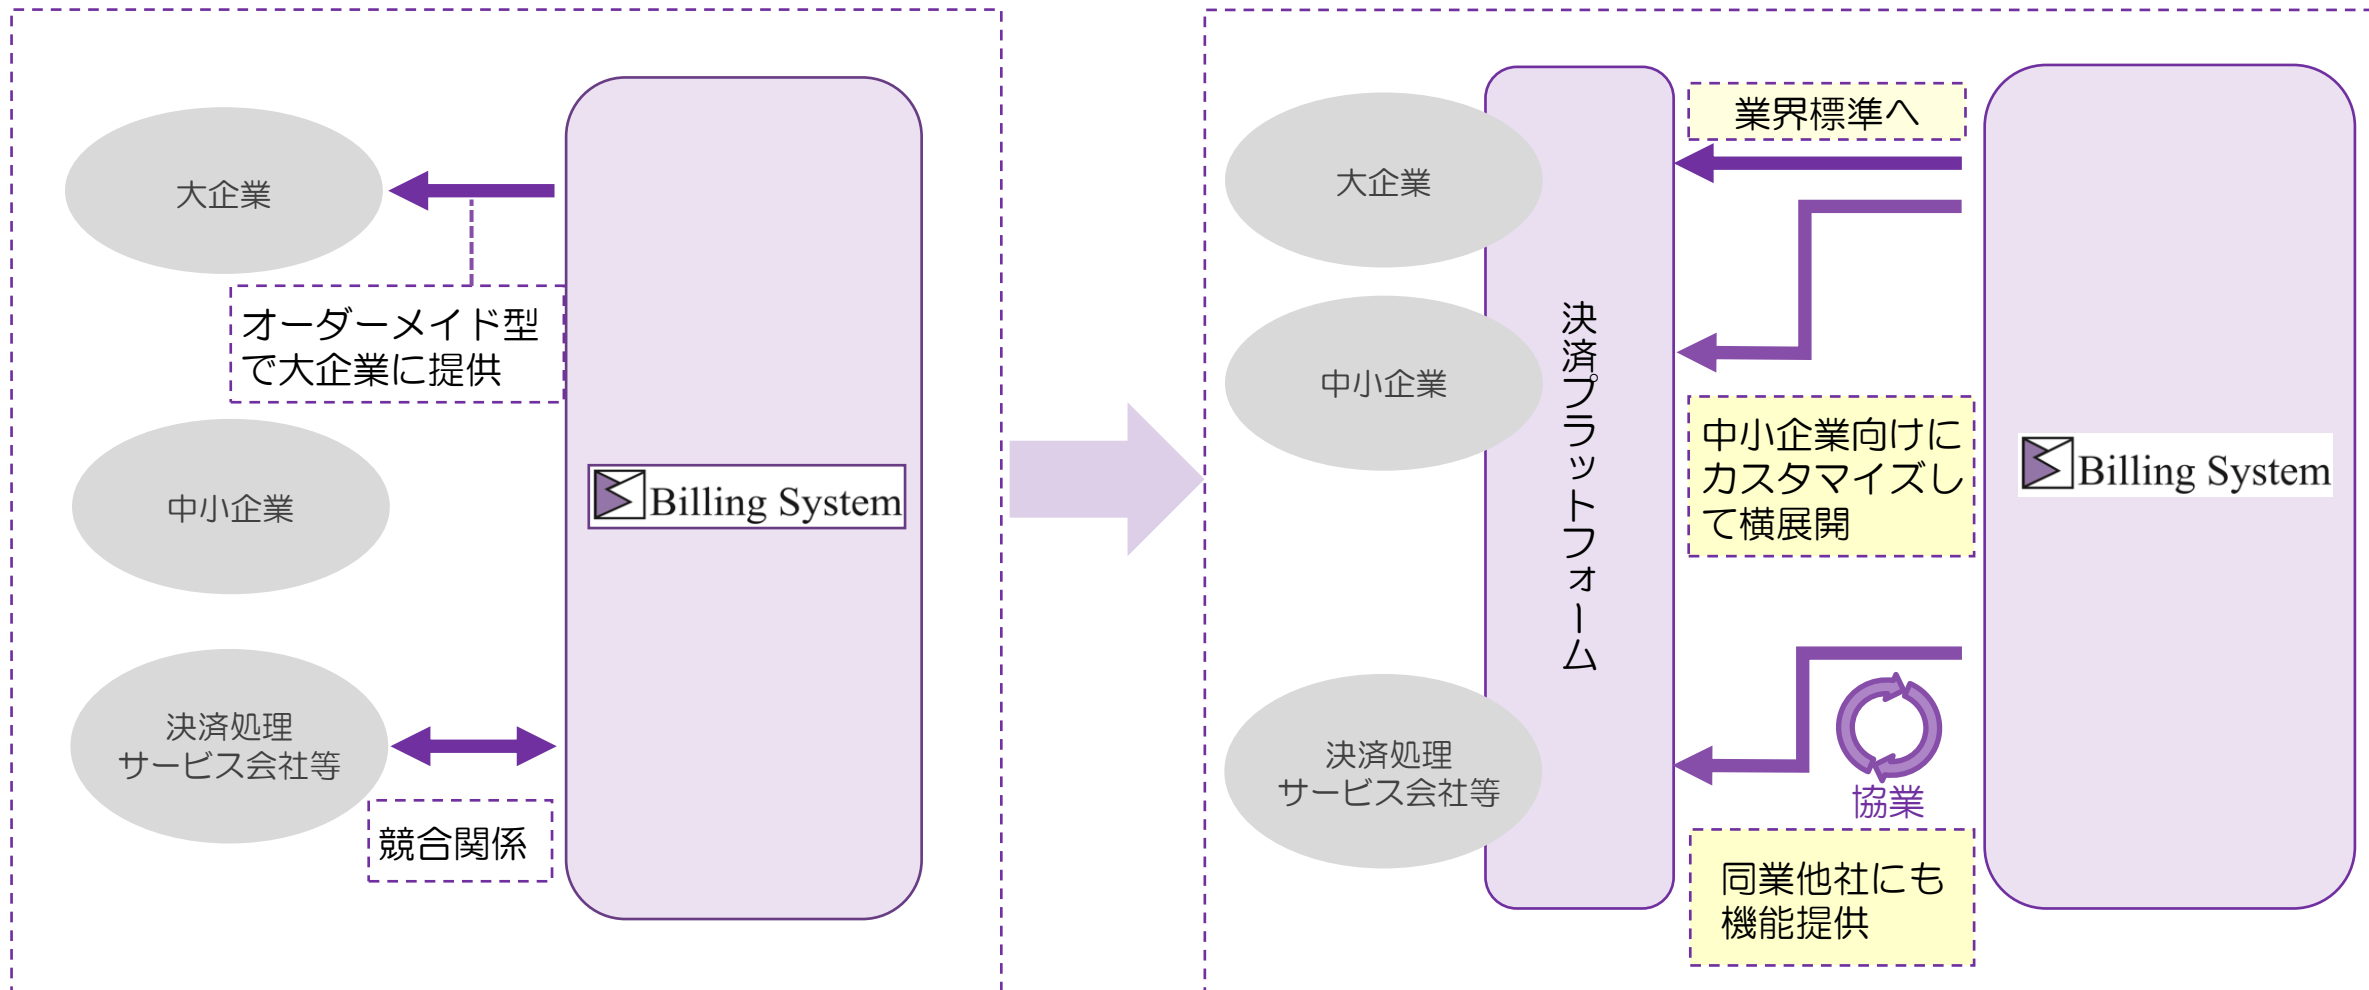 大企業
オーダーメイド型
で大企業に提供
中小企業
決済処理
サービス会社等
競合関係
Billing System
大企業
中小企業
決済処理
サービス会社等
決済プラットフォーム
業界標準へ
中小企業向けに
カスタマイズし
て横展開
協業
同業他社にも
機能提供
Billing System